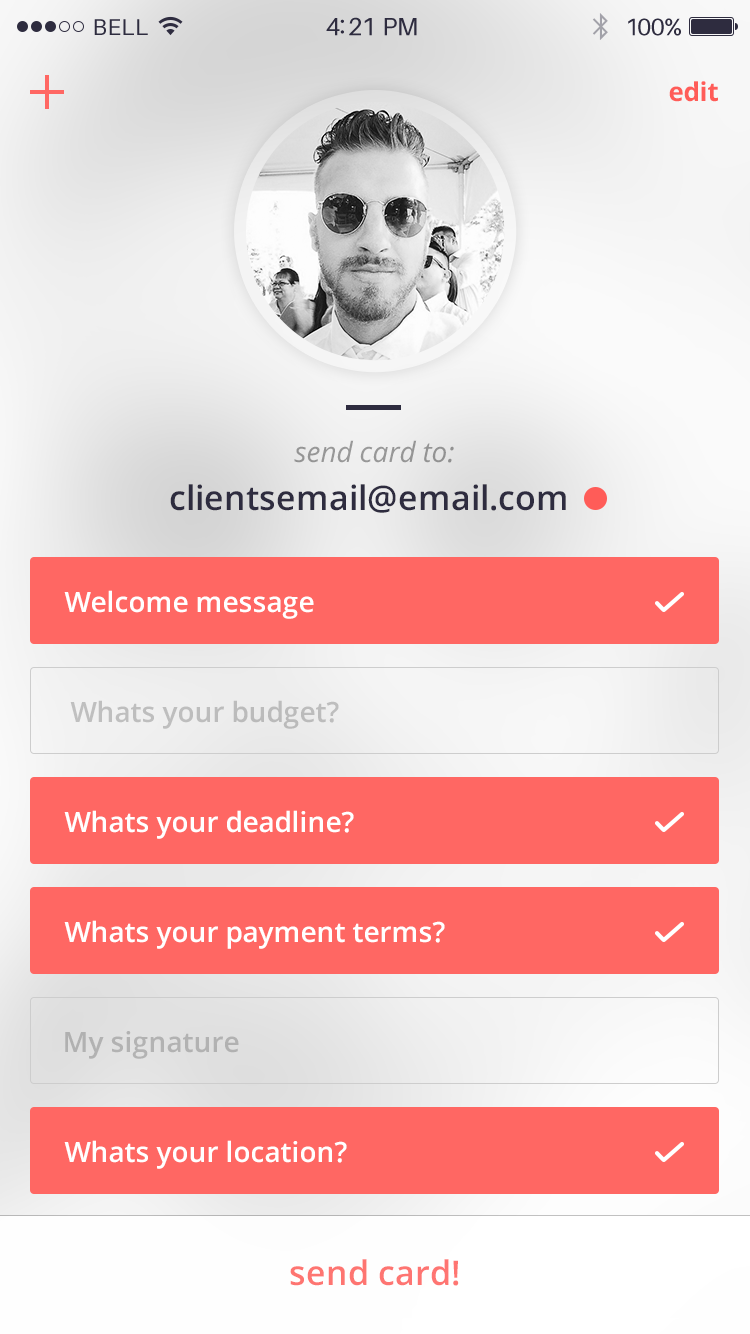 BELL 4:21 PM 100%
edit
send card to:
clientsemail@email.com
Welcome message
Whats your budget?
Whats your deadline?
Whats your payment terms?
My signature
Whats your location?
send card!